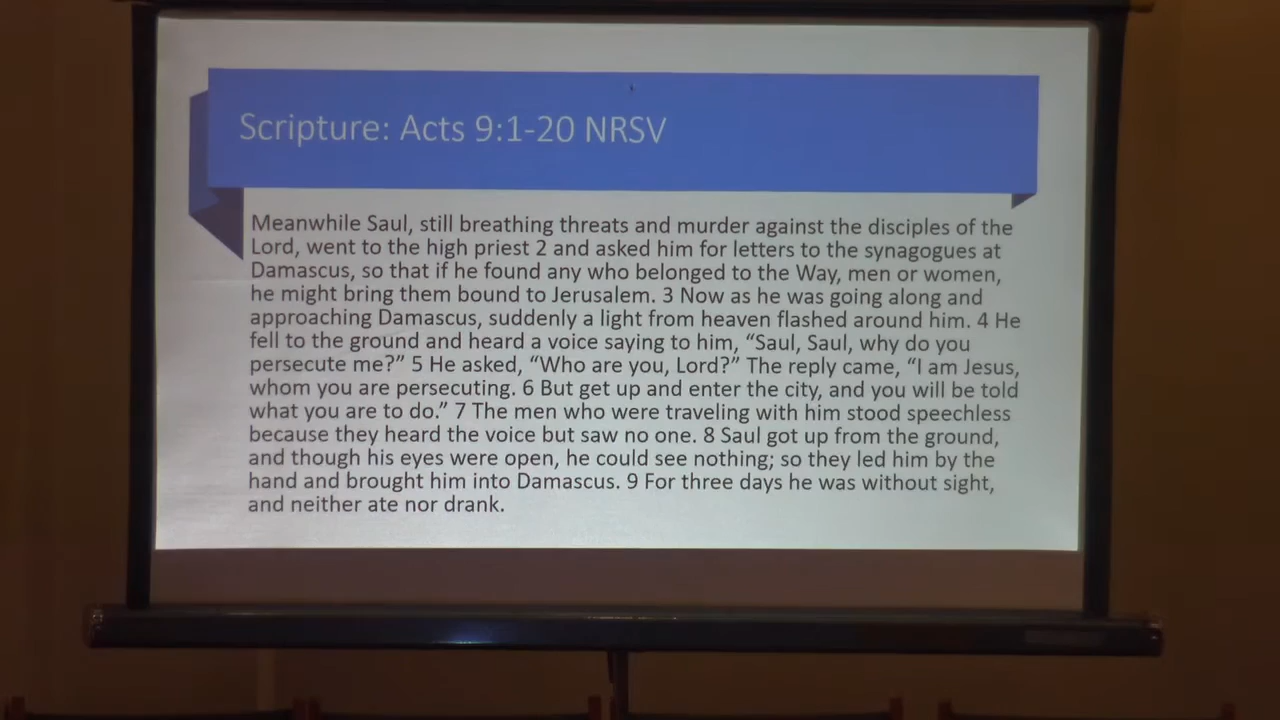 Scripture: Acts 9:1-20 NRSV
Meanwhile Saul, still breathing threats and murder against the disciples of the
Lord, went to the high priest 2 and asked him for letters to the synagogues at
Damascus, so that if he found any who belonged to the Way, men or women,
he might bring them bound to Jerusalem. 3 Now as he was going along and
approaching Damascus, suddenly a light from heaven flashed around him. 4 He
fell to the ground and heard a voice saying to him, “Saul, Saul, why do you
persecute me?” 5 He asked, “Who are you, Lord?” The reply came, “I am Jesus,
whom you are persecuting. 6 But get up and enter the city, and you will be told
what you are to do.” 7 The men who were traveling with him stood speechless
because they heard the voice but saw no one. 8 Saul got up from the ground,
and though his eyes were open, he could see nothing; so they led him by the
hand and brought him into Damascus. 9 For three days he was without sight,
and neither ate nor drank.